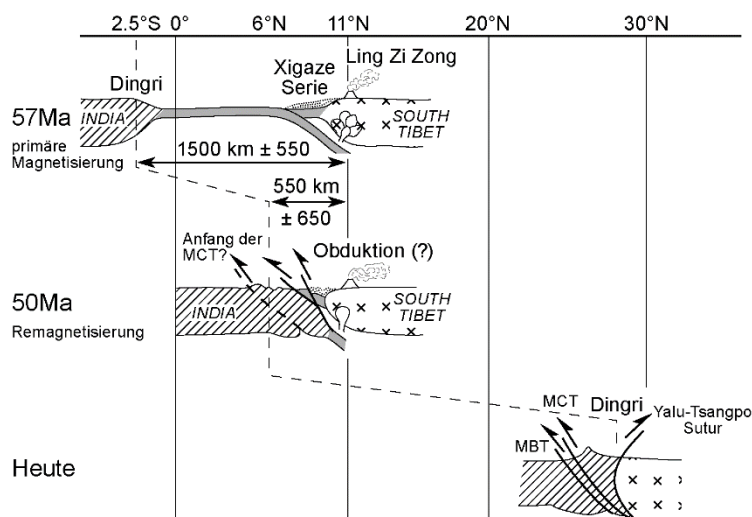 2.5°S 0° 6°N 11°N 20°N 30°N
Ling Zi Zong
Dingri
Xigaze
Serie
57Ma
primäre
Magnetisierung
INDIA
SOUTH
TIBET
1500 km ± 550
550 km
± 650
Anfang der
MCT?
Obduktion (?)
50Ma
Remagnetisierung
INDIA
SOUTH
TIBET
MCT
Dingri
Yalu-Tsangpo
Sutur
MBT
Heute